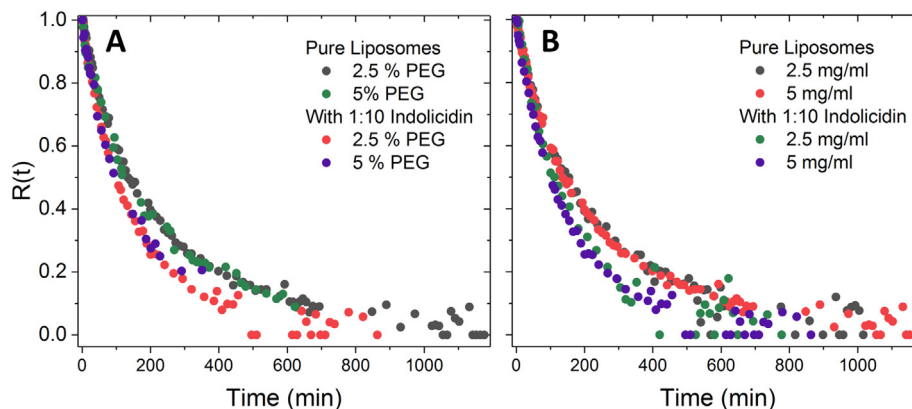 A
Pure Liposomes
2.5 % PEG
5% PEG
With 1:10 Indolicidin
2.5 % PEG
5 % PEG
1.0
0.8
0.6
0.4
0.2
0.0
R(t)
0 200 400 600 800 1000
Time (min)
B
Pure Liposomes
2.5 mg/ml
5 mg/ml
With 1:10 Indolicidin
2.5 mg/ml
5 mg/ml
0 200 400 600 800 1000
Time (min)